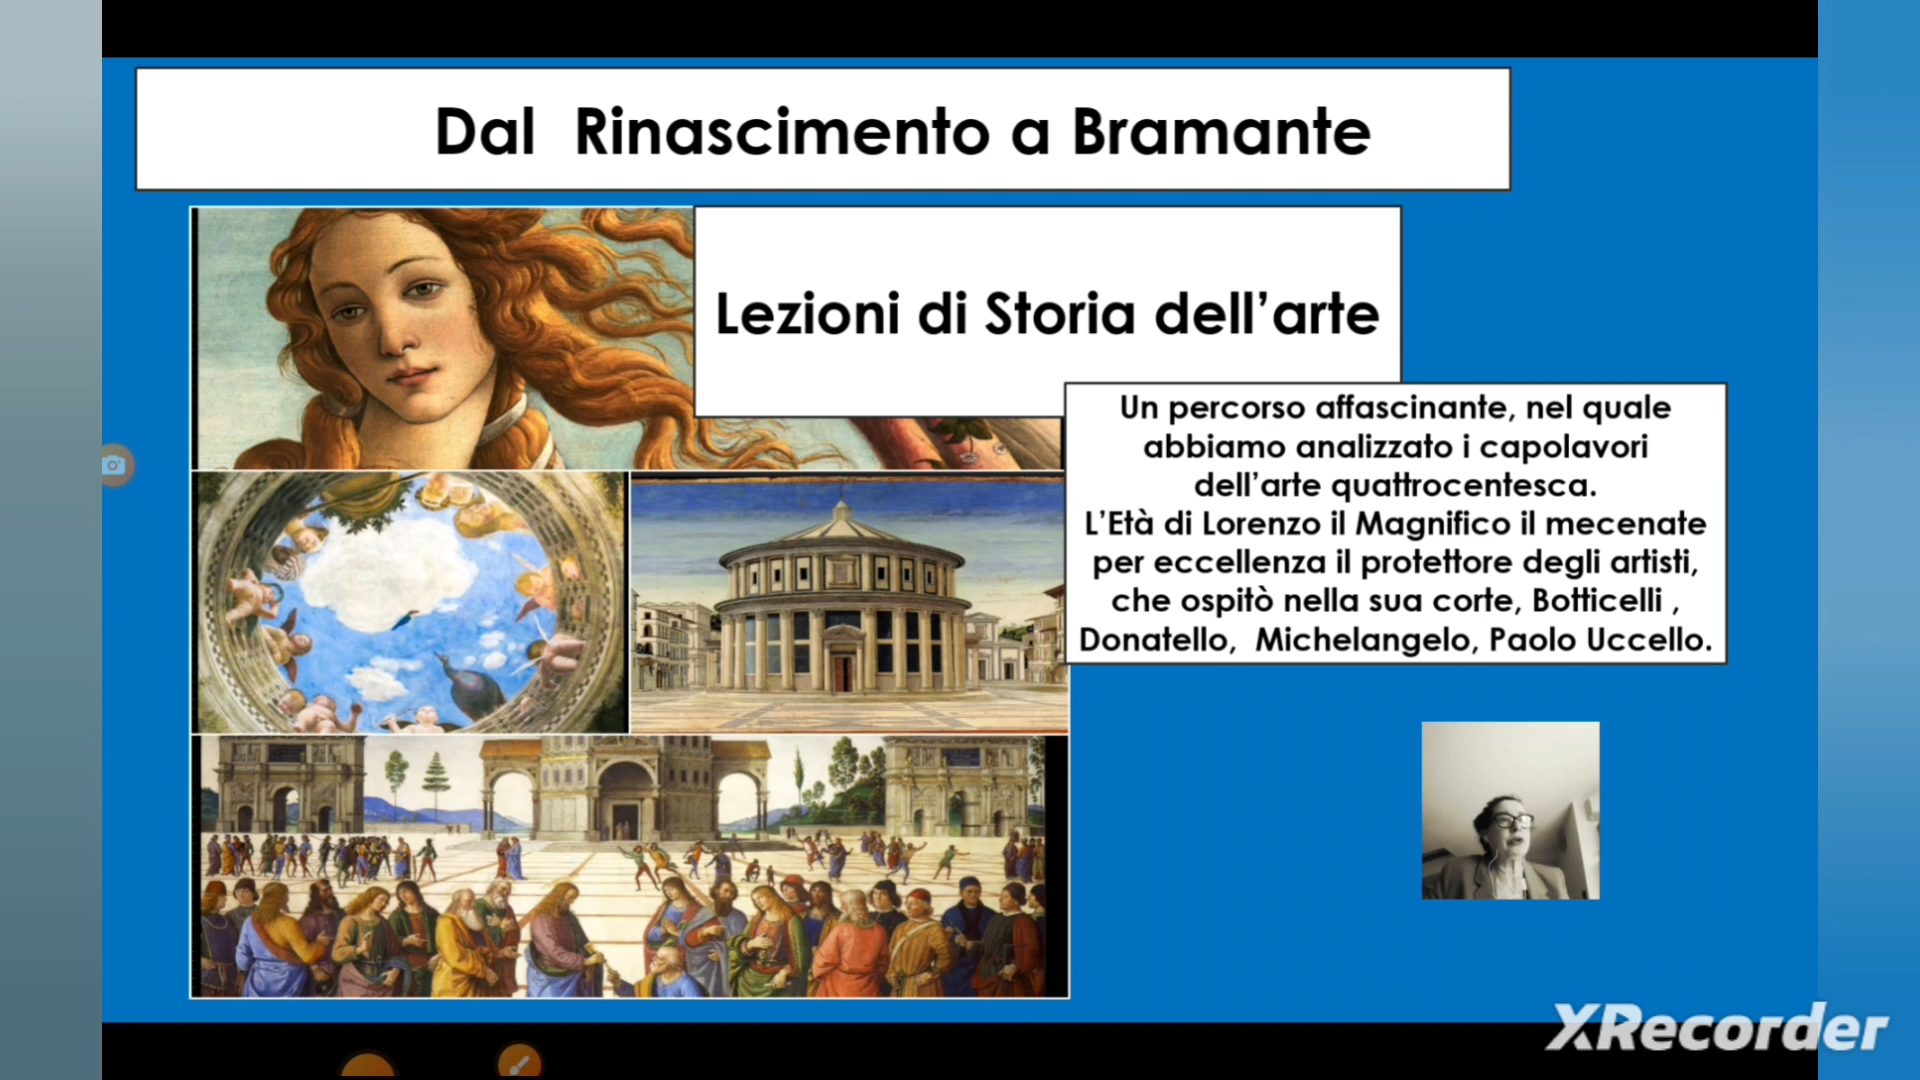 Dal Rinascimento a Bramante
Lezioni di Storia dell’arte
Un percorso affascinante, nel quale
abbiamo analizzato i capolavori
dell’arte quattrocentesca.
L’Età di Lorenzo il Magnifico il mecenate
per eccellenza il protettore degli artisti,
che ospitò nella sua corte, Botticelli ,
Donatello, Michelangelo, Paolo Uccello.
XRecorder